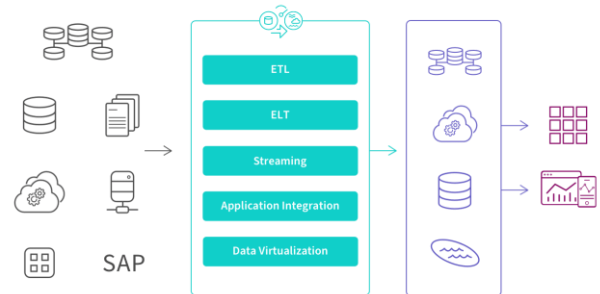 ETL
ELT
Streaming
Application Integration
Data Virtualization
SAP